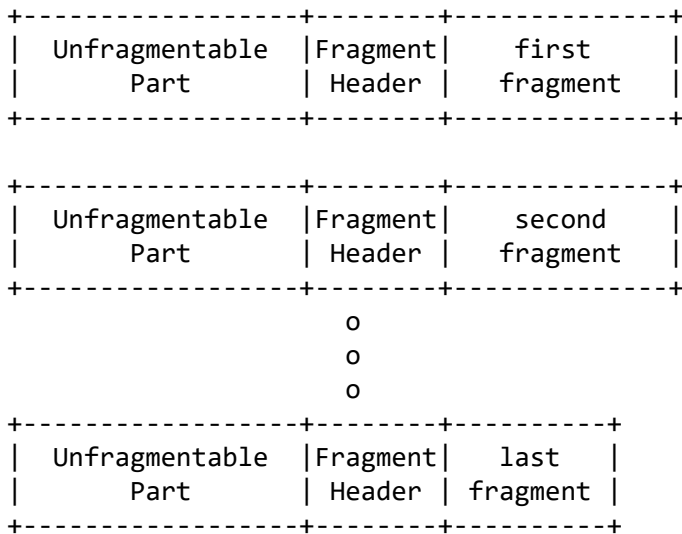 +------------------+--------+--------------+
|  Unfragmentable  |Fragment|    first     |
|       Part       | Header |   fragment   |
+------------------+--------+--------------+

+------------------+--------+--------------+
|  Unfragmentable  |Fragment|    second    |
|       Part       | Header |   fragment   |
+------------------+--------+--------------+
                      o
                      o
                      o
+------------------+--------+----------+
|  Unfragmentable  |Fragment|   last   |
|       Part       | Header | fragment |
+------------------+--------+----------+